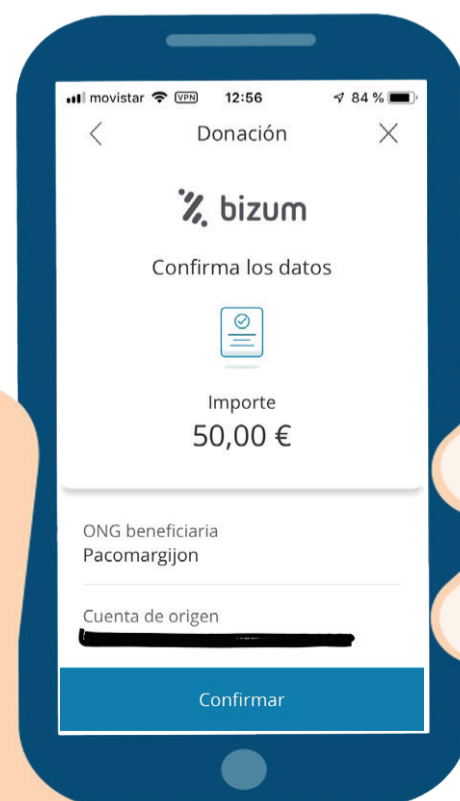 movistar VPN 12:56 84 %
Donación
bizum
Confirma los datos
Importe
50,00 €
ONG beneficiaria
Pacomargijon
Cuenta de origen
Confirmar